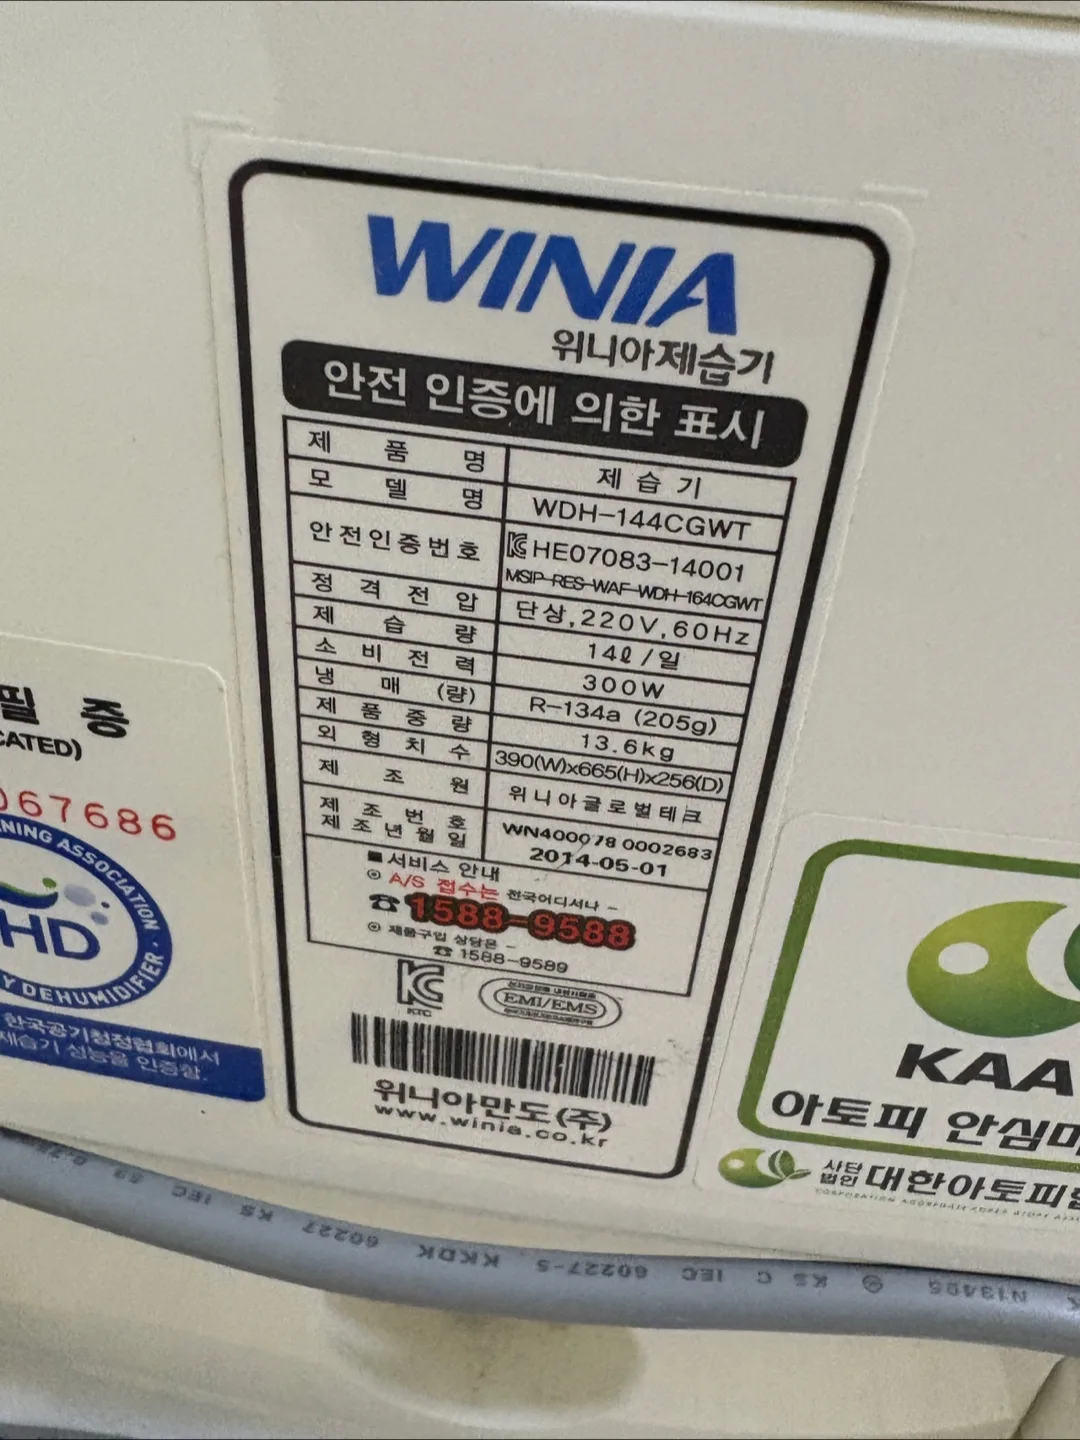 WINIA
위니아제습기
안전 인증에 의한 표시
제 품 명 제 습 기
모 델 명 WDH-144CGWT
안전인증번호 HE07083-14001
MSIP-RES-WAF-WDH-164CGWT
정 격 전 압 단상,220V,60Hz
제 습 량 14ℓ/일
소 비 전 력 300W
냉 매 (량) R-134a (205g)
제 품 중 량 13.6kg
외 형 치 수 390(W)x665(H)x256(D)
제 조 원 위니아글로벌테크
제 조 번 호 WN400078 0002683
제 조 년 월 일 2014-05-01
■서비스 안내
⊙ A/S 접수는 전국어디서나 -
☎ 1588-9588
⊙ 제품구입 상담은 -
☎ 1588-9589
KTC
EMI/EMS
위니아만도(주)
www.winia.co.kr
필 증
CATED)
067686
NING ASSOCIATION
HD
Y DEHUMIDIFIER
한국공기청정협회에서
제습기 성능을 인증함.
KAA
아토피 안심마
사단
법인 대한아토피협
N13495 KS C IEC 60227-5 KKDK 60227 KS IEC 53